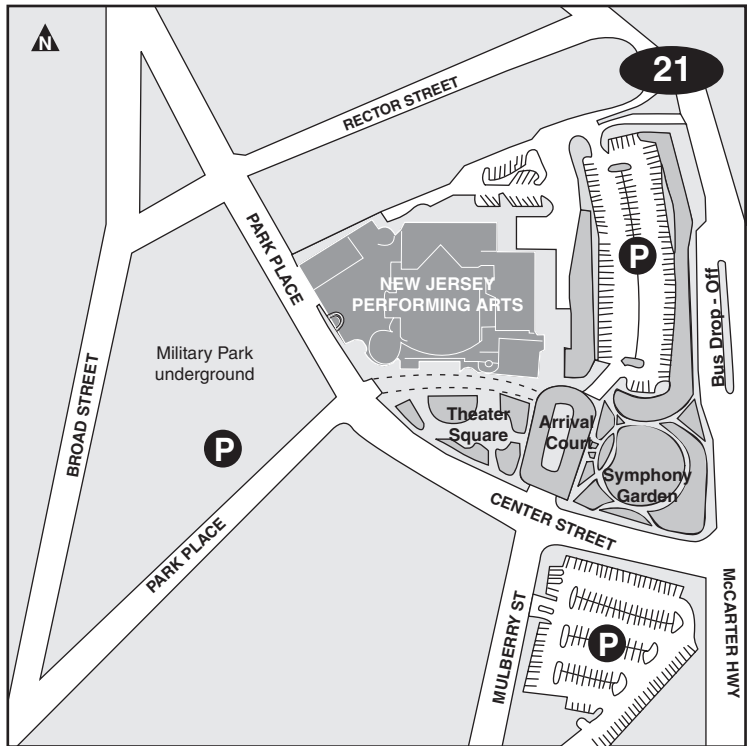 N
21
RECTOR STREET
PARK PLACE
P
NEW JERSEY
PERFORMING ARTS
Bus Drop - Off
Military Park
underground
BROAD STREET
P
Theater
Square
Arrival
Court
Symphony
Garden
CENTER STREET
PARK PLACE
MULBERRY ST
P
McCARTER HWY